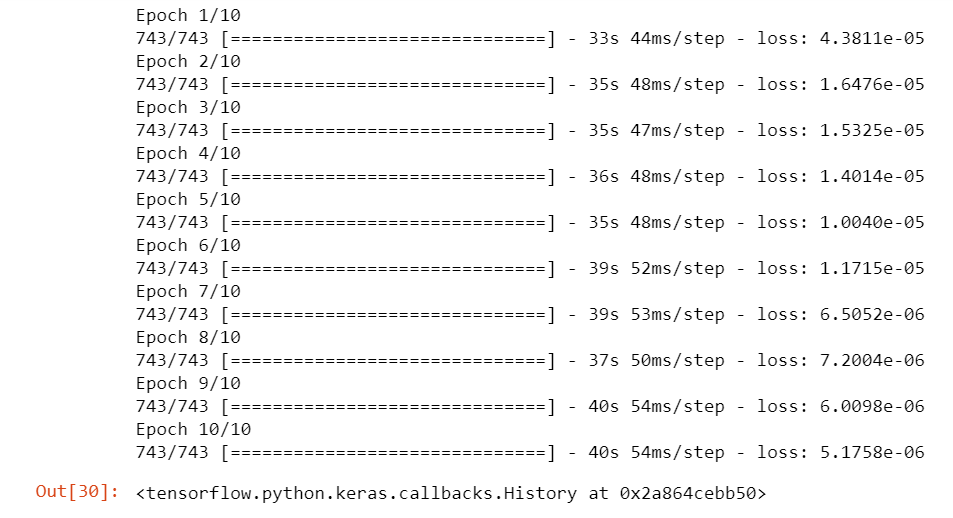 Epoch 1/10
743/743 [==============================] - 33s 44ms/step - loss: 4.3811e-05
Epoch 2/10
743/743 [==============================] - 35s 48ms/step - loss: 1.6476e-05
Epoch 3/10
743/743 [==============================] - 35s 47ms/step - loss: 1.5325e-05
Epoch 4/10
743/743 [==============================] - 36s 48ms/step - loss: 1.4014e-05
Epoch 5/10
743/743 [==============================] - 35s 48ms/step - loss: 1.0040e-05
Epoch 6/10
743/743 [==============================] - 39s 52ms/step - loss: 1.1715e-05
Epoch 7/10
743/743 [==============================] - 39s 53ms/step - loss: 6.5052e-06
Epoch 8/10
743/743 [==============================] - 37s 50ms/step - loss: 7.2004e-06
Epoch 9/10
743/743 [==============================] - 40s 54ms/step - loss: 6.0098e-06
Epoch 10/10
743/743 [==============================] - 40s 54ms/step - loss: 5.1758e-06
Out[30]: <tensorflow.python.keras.callbacks.History at 0x2a864cebb50>